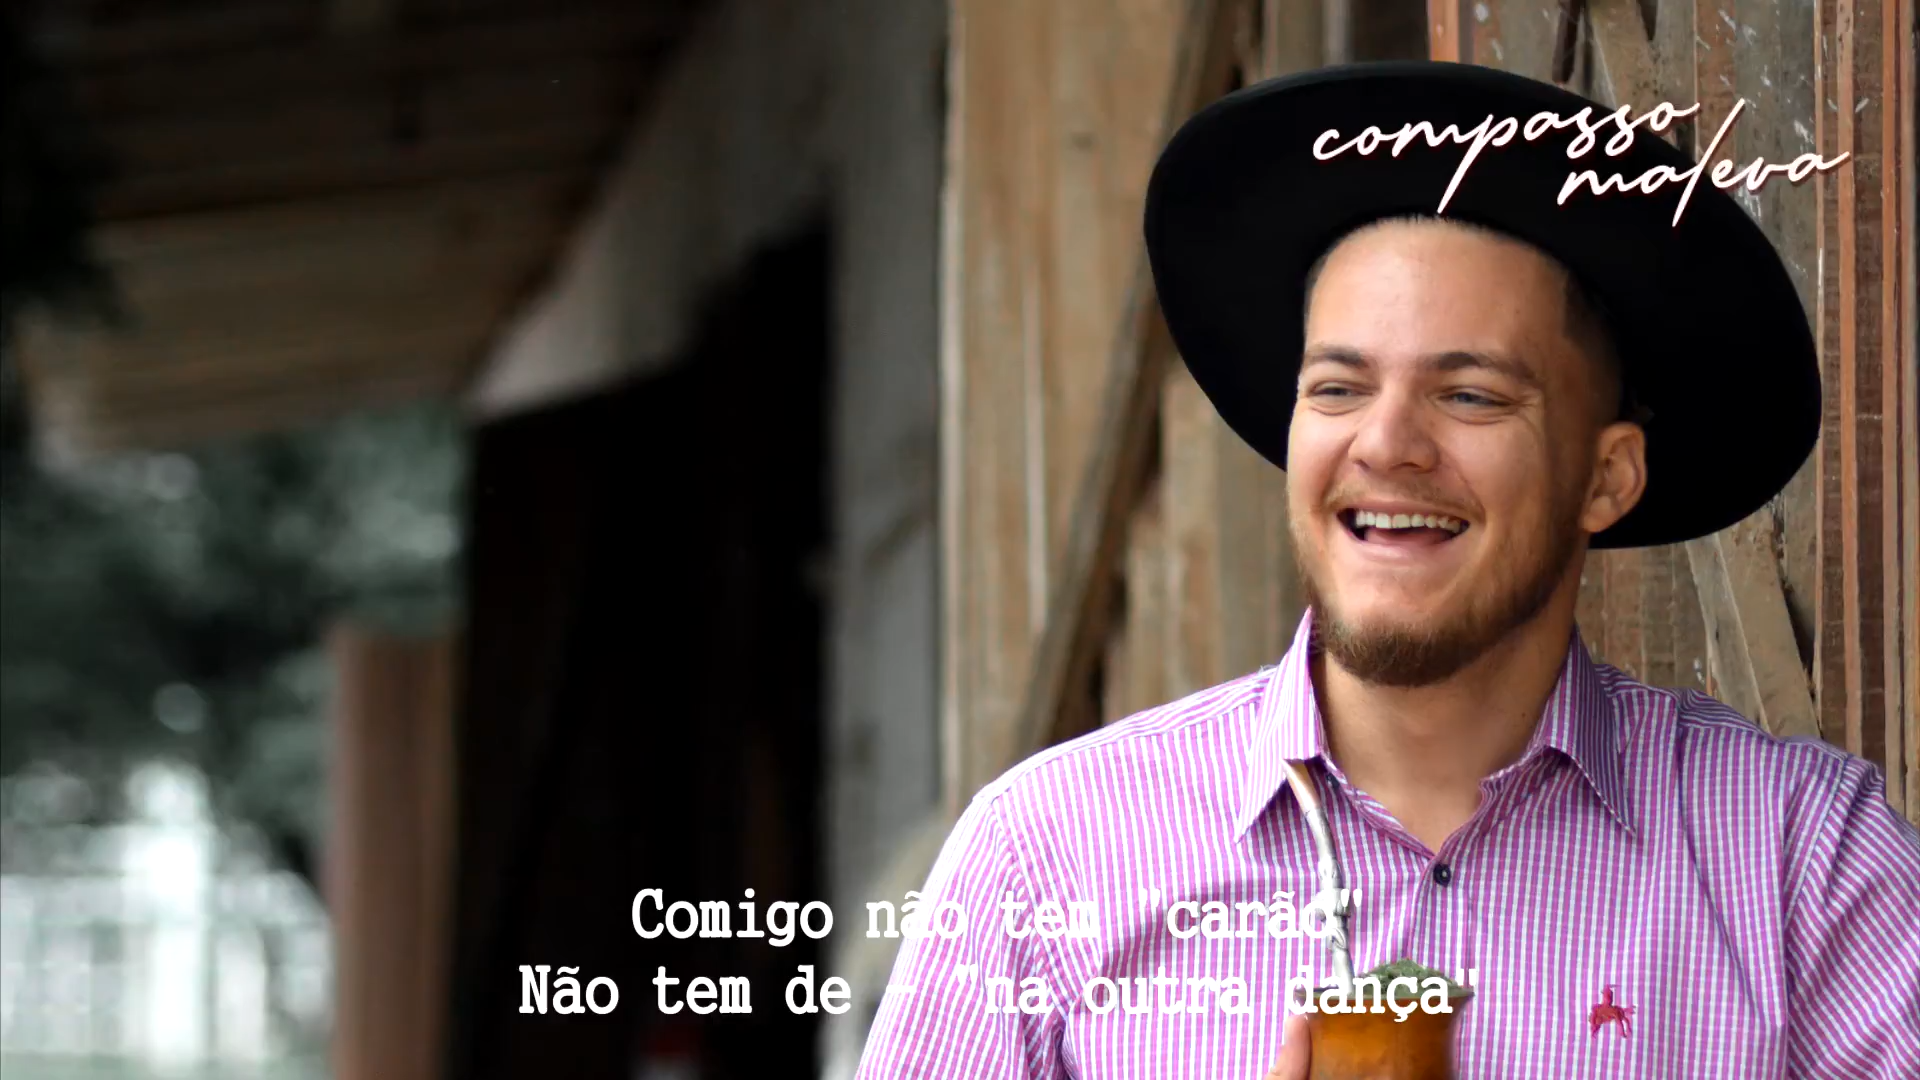 compasso
maleva
Comigo não tem "carão"
Não tem de - "na outra dança"